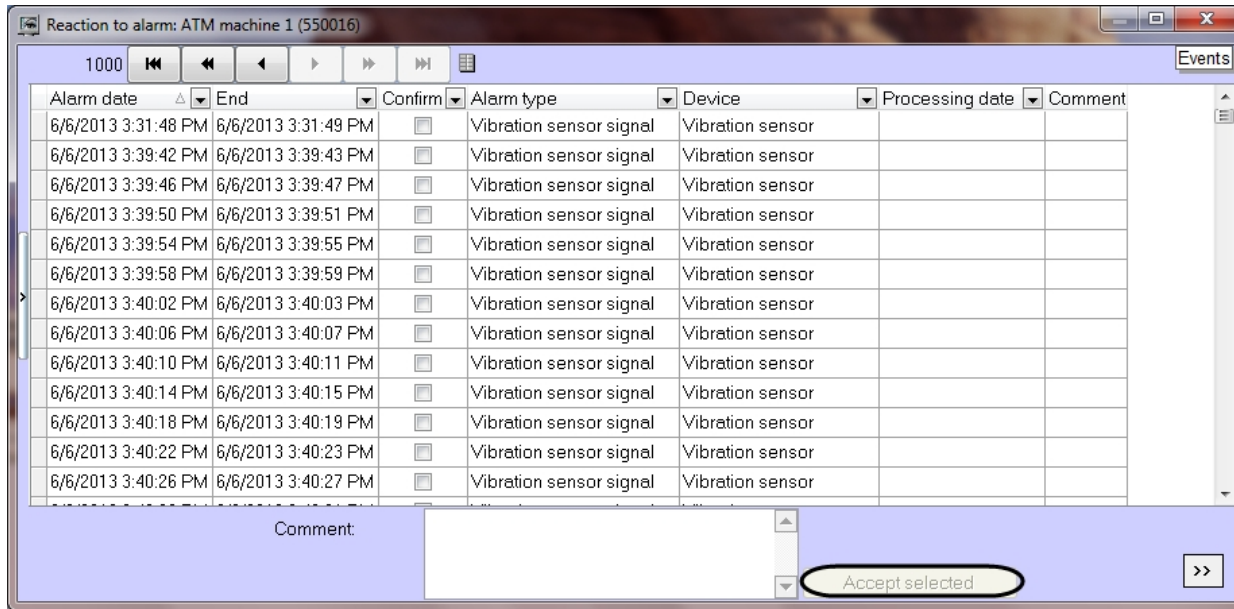 Reaction to alarm: ATM machine 1 (550016)
1000
Events
Alarm date End Confirm Alarm type Device Processing date Comment
6/6/2013 3:31:48 PM 6/6/2013 3:31:49 PM Vibration sensor signal Vibration sensor
6/6/2013 3:39:42 PM 6/6/2013 3:39:43 PM Vibration sensor signal Vibration sensor
6/6/2013 3:39:46 PM 6/6/2013 3:39:47 PM Vibration sensor signal Vibration sensor
6/6/2013 3:39:50 PM 6/6/2013 3:39:51 PM Vibration sensor signal Vibration sensor
6/6/2013 3:39:54 PM 6/6/2013 3:39:55 PM Vibration sensor signal Vibration sensor
6/6/2013 3:39:58 PM 6/6/2013 3:39:59 PM Vibration sensor signal Vibration sensor
6/6/2013 3:40:02 PM 6/6/2013 3:40:03 PM Vibration sensor signal Vibration sensor
6/6/2013 3:40:06 PM 6/6/2013 3:40:07 PM Vibration sensor signal Vibration sensor
6/6/2013 3:40:10 PM 6/6/2013 3:40:11 PM Vibration sensor signal Vibration sensor
6/6/2013 3:40:14 PM 6/6/2013 3:40:15 PM Vibration sensor signal Vibration sensor
6/6/2013 3:40:18 PM 6/6/2013 3:40:19 PM Vibration sensor signal Vibration sensor
6/6/2013 3:40:22 PM 6/6/2013 3:40:23 PM Vibration sensor signal Vibration sensor
6/6/2013 3:40:26 PM 6/6/2013 3:40:27 PM Vibration sensor signal Vibration sensor
Comment:
Accept selected
>>